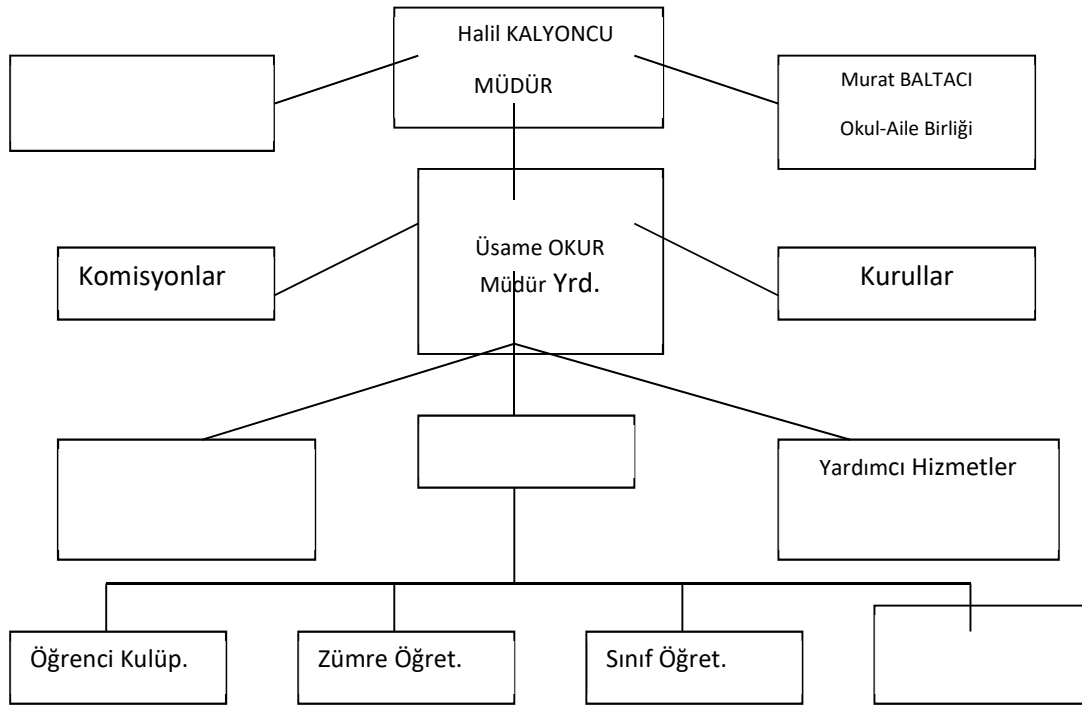 Halil KALYONCU
MÜDÜR
Murat BALTACI
Okul-Aile Birliği
Üsame OKUR
Müdür Yrd.
Komisyonlar
Kurullar
Yardımcı Hizmetler
Öğrenci Kulüp.
Zümre Öğret.
Sınıf Öğret.